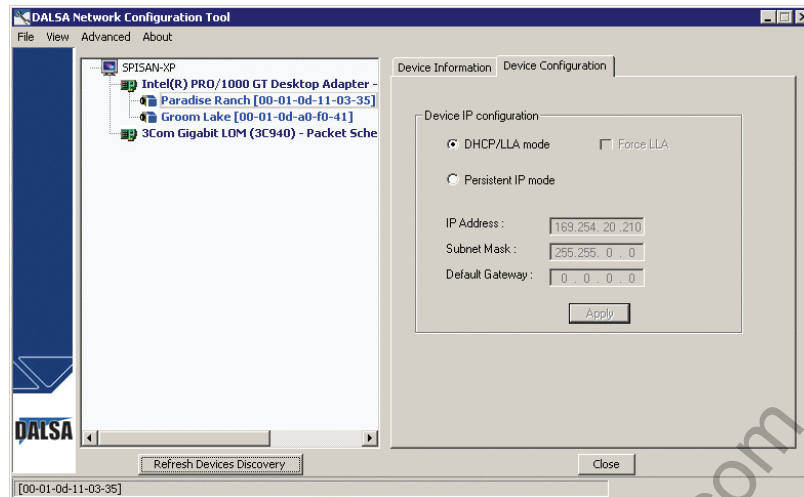 DALSA Network Configuration Tool
File View Advanced About
SPISAN-XP
Intel(R) PRO/1000 GT Desktop Adapter -
Paradise Ranch [00-01-0d-11-03-35]
Groom Lake [00-01-0d-a0-f0-41]
3Com Gigabit LOM (3C940) - Packet Sche
Device Information Device Configuration
Device IP configuration
DHCP/LLA mode Force LLA
Persistent IP mode
IP Address : 169.254. 20 .210
Subnet Mask : 255.255. 0 . 0
Default Gateway : 0 . 0 . 0 . 0
Apply
DALSA
Refresh Devices Discovery
Close
[00-01-0d-11-03-35]
com